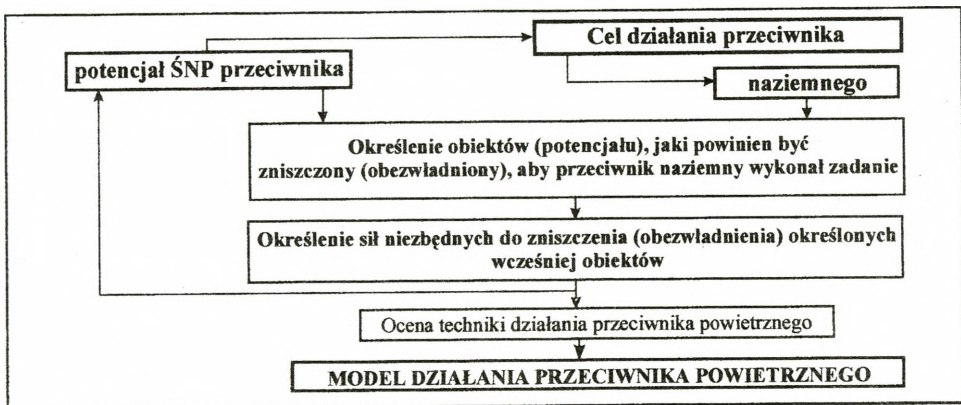 Cel działania przeciwnika
potencjał ŚNP przeciwnika
naziemnego
Określenie obiektów (potencjału), jaki powinien być
zniszczony (obezwładniony), aby przeciwnik naziemny wykonał zadanie
Określenie sił niezbędnych do zniszczenia (obezwładnienia) określonych
wcześniej obiektów
Ocena techniki działania przeciwnika powietrznego
MODEL DZIAŁANIA PRZECIWNIKA POWIETRZNEGO